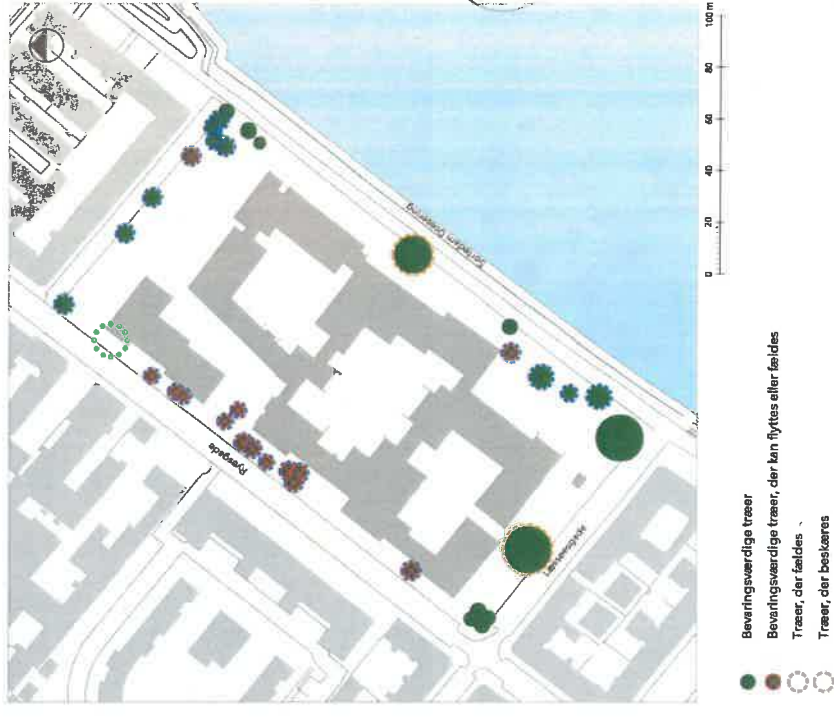 Ryesgade
Sortedam Dossering
Læssøesgade
0 20 40 60 80 100 m
Bevaringsværdige træer
Bevaringsværdige træer, der kan flyttes eller fældes
Træer, der fældes
Træer, der beskæres